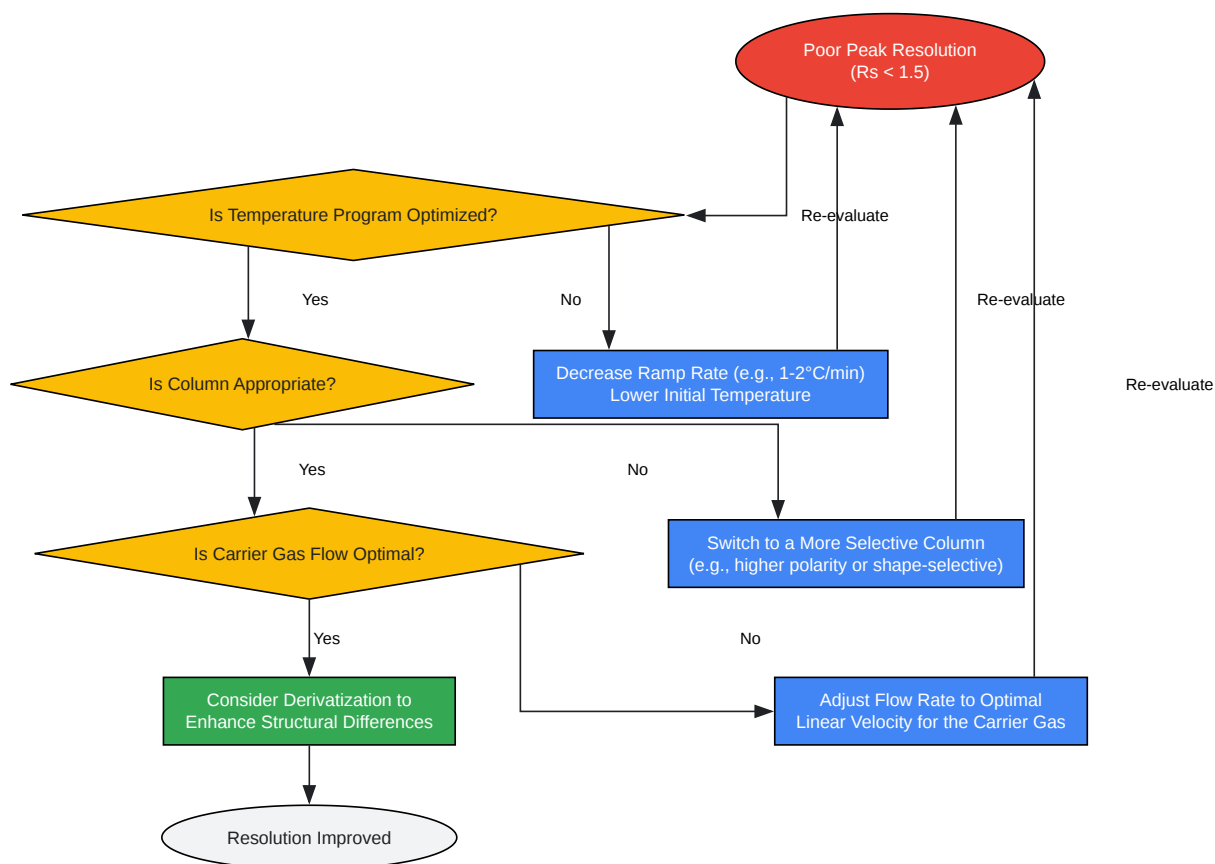 Poor Peak Resolution
(Rs < 1.5)
Is Temperature Program Optimized?
Re-evaluate
Yes
No
Re-evaluate
Is Column Appropriate?
Decrease Ramp Rate (e.g., 1-2°C/min)
Lower Initial Temperature
Re-evaluate
Yes
No
Is Carrier Gas Flow Optimal?
Switch to a More Selective Column
(e.g., higher polarity or shape-selective)
Yes
No
Consider Derivatization to
Enhance Structural Differences
Adjust Flow Rate to Optimal
Linear Velocity for the Carrier Gas
Resolution Improved